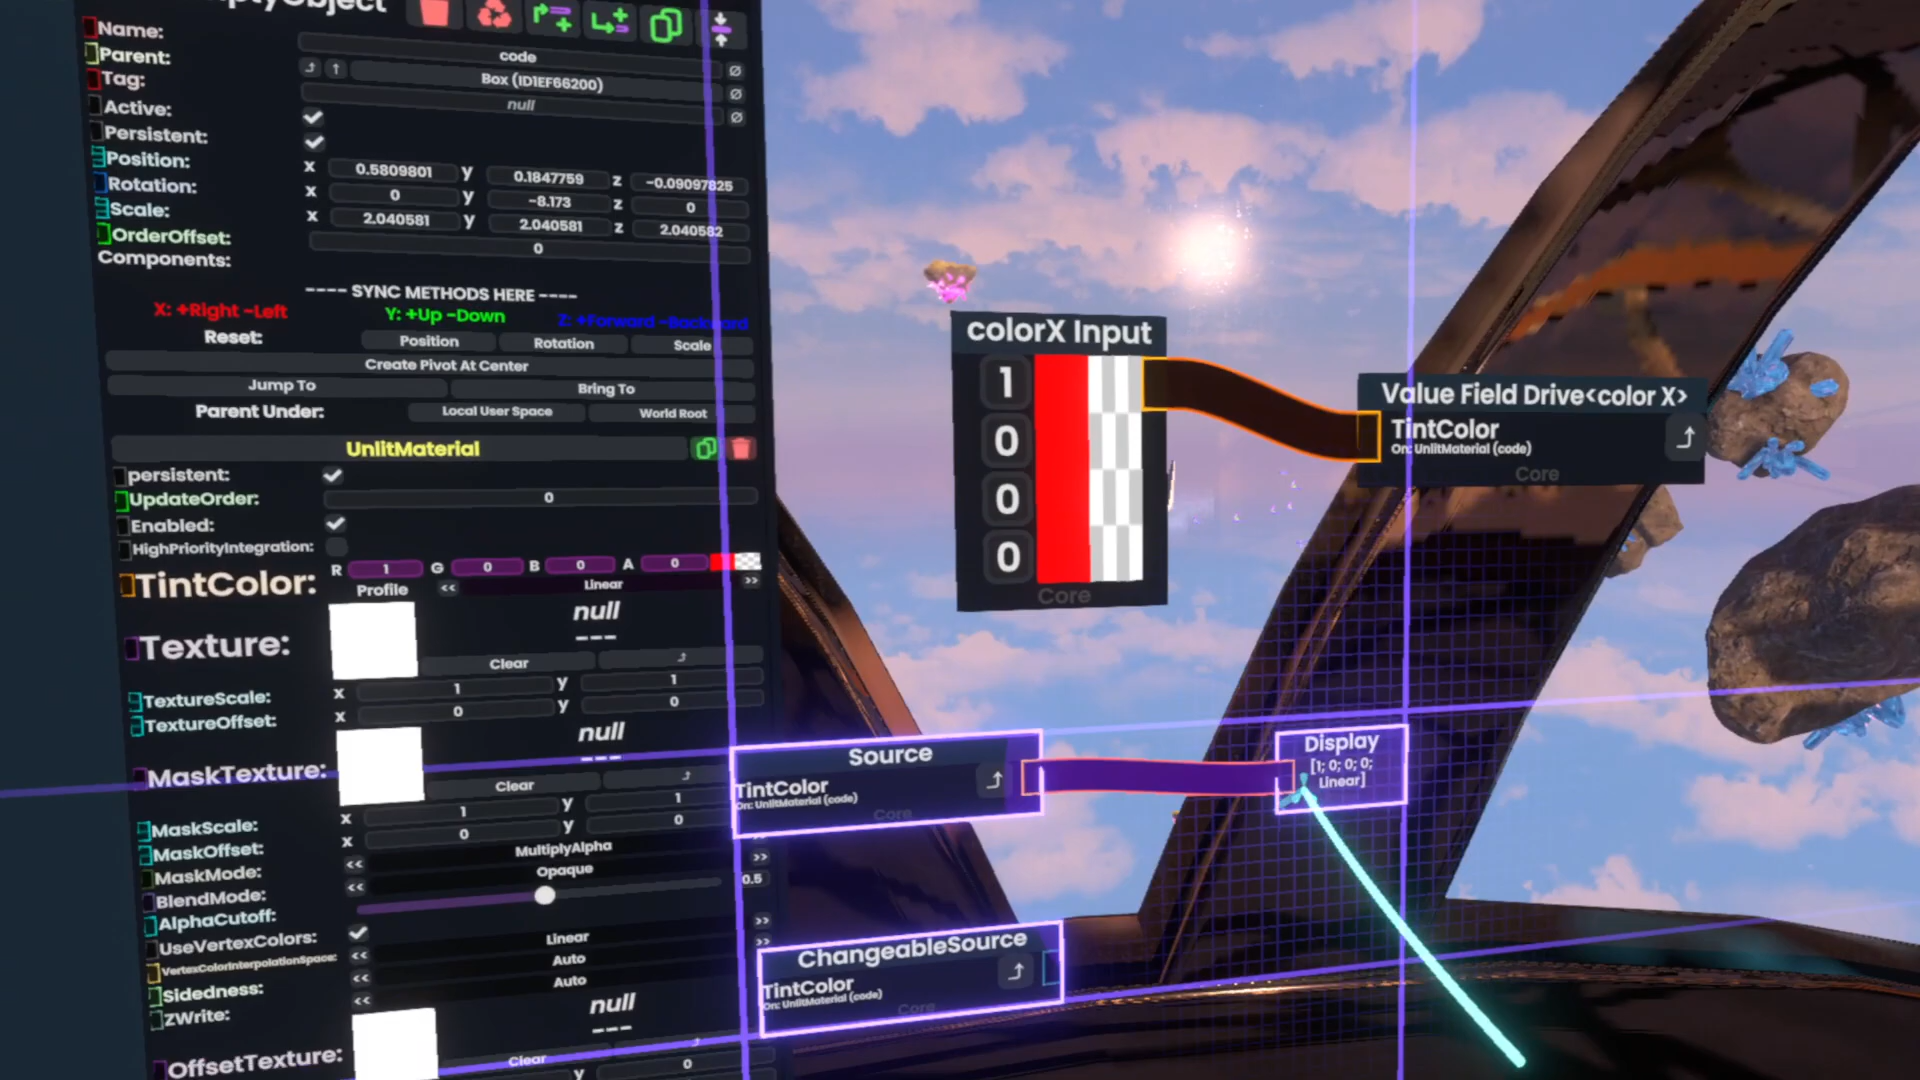 Name:
code
Parent:
Box (ID1EF66200)
Tag:
null
Active:
Persistent:
Position:
x 0.5809801 y 0.1847759 z -0.09097825
Rotation:
x 0 y -8.173 z 0
Scale:
x 2.040581 y 2.040581 z 2.040582
OrderOffset:
0
Components:
---- SYNC METHODS HERE ----
X: +Right -Left
Y: +Up -Down
Z: +Forward -Backward
Reset:
Position
Rotation
Scale
Create Pivot At Center
Jump To
Bring To
Parent Under:
Local User Space
World Root
UnlitMaterial
persistent:
UpdateOrder:
0
Enabled:
HighPriorityIntegration:
TintColor:
R 1 G 0 B 0 A 0
Profile << Linear >>
Texture:
null
---
Clear
TextureScale:
x 1 y 1
TextureOffset:
x 0 y 0
MaskTexture:
null
---
Clear
MaskScale:
x 1 y 1
MaskOffset:
x 0 y 0
MaskMode:
<< MultiplyAlpha >>
BlendMode:
<< Opaque
AlphaCutoff:
0.5
UseVertexColors:
VertexColorInterpolationSpace:
<< Linear >>
Sidedness:
<< Auto >>
ZWrite:
<< Auto
OffsetTexture:
null
---
Clear
y 0
colorX Input
1
0
0
0
Core
Value Field Drive<color X>
TintColor
On: UnlitMaterial (code)
Core
Source
TintColor
On: UnlitMaterial (code)
Core
Display
[1; 0; 0; 0;
Linear]
ChangeableSource
TintColor
On: UnlitMaterial (code)
Core